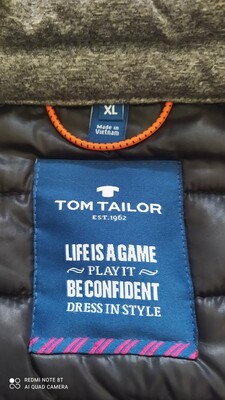 XL
Made in
Vietnam
TOM TAILOR
EST.1962
LIFE IS A GAME
~ PLAY IT ~
BE CONFIDENT
DRESS IN STYLE
REDMI NOTE 8T
AI QUAD CAMERA